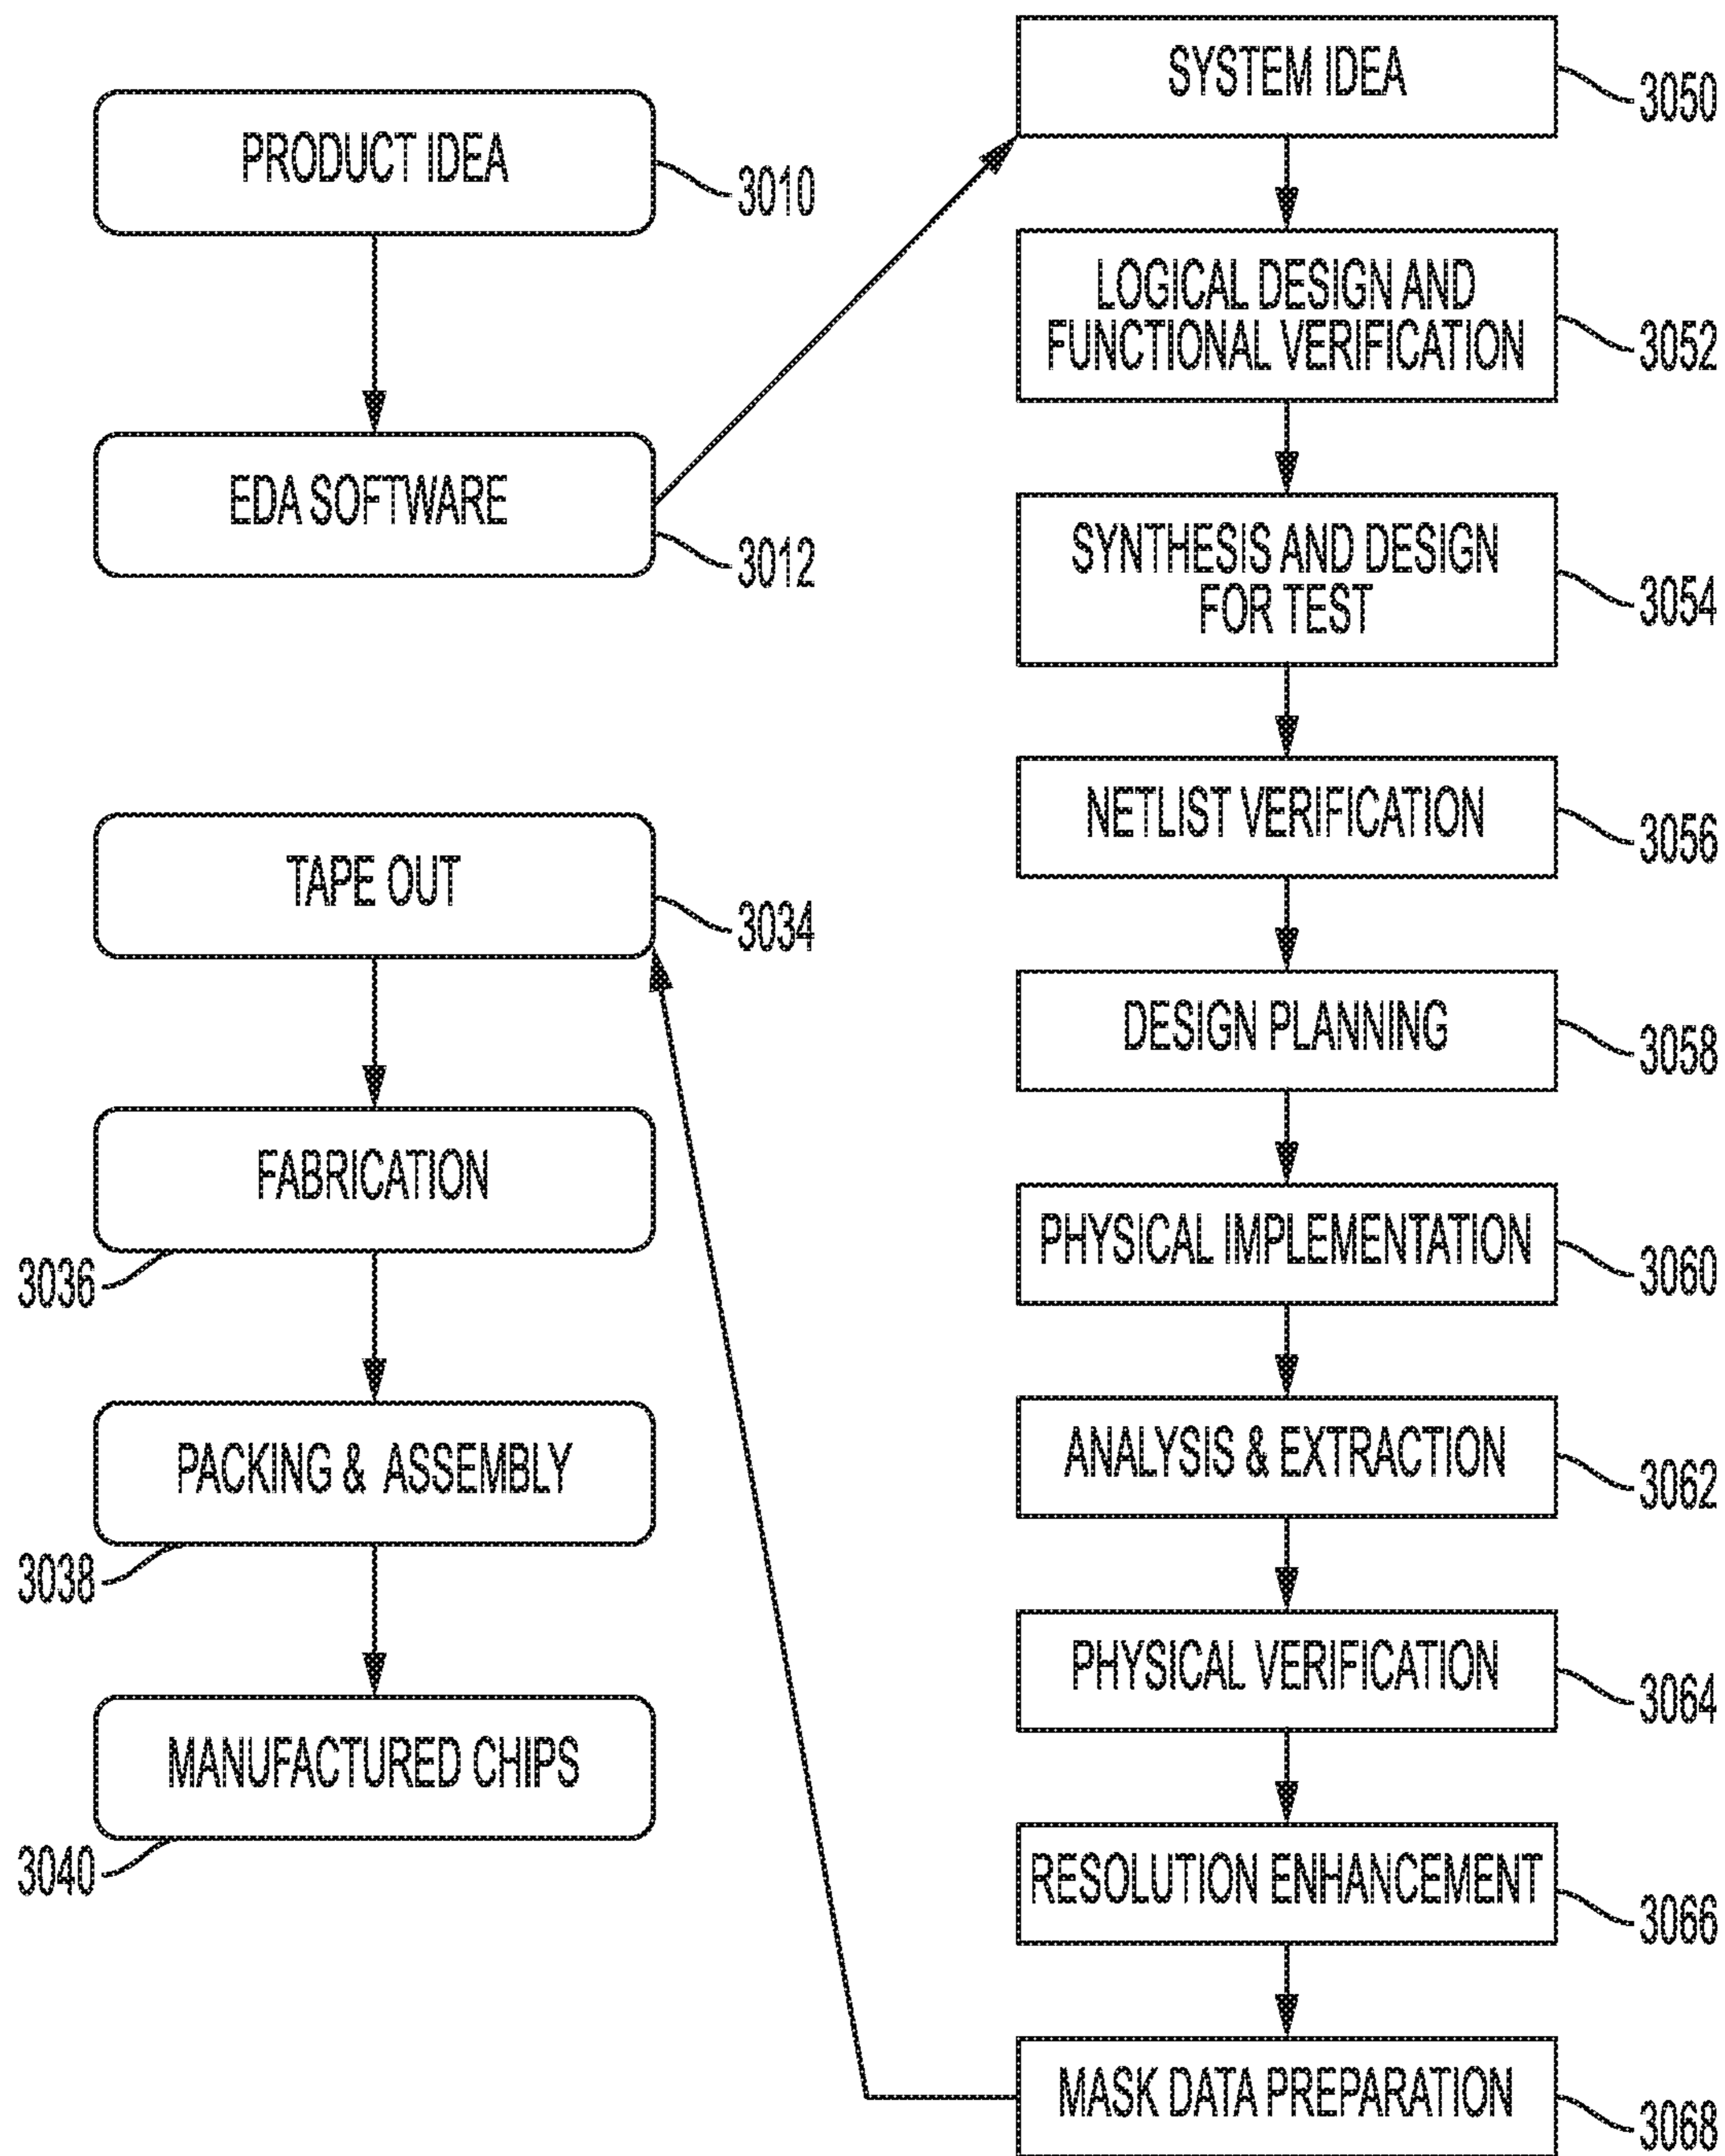 PRODUCT IDEA
3010
EDA SOFTWARE
3012
TAPE OUT
3034
FABRICATION
3036
PACKING & ASSEMBLY
3038
MANUFACTURED CHIPS
3040
SYSTEM IDEA
3050
LOGICAL DESIGN AND
FUNCTIONAL VERIFICATION
3052
SYNTHESIS AND DESIGN
FOR TEST
3054
NETLIST VERIFICATION
3056
DESIGN PLANNING
3058
PHYSICAL IMPLEMENTATION
3060
ANALYSIS & EXTRACTION
3062
PHYSICAL VERIFICATION
3064
RESOLUTION ENHANCEMENT
3066
MASK DATA PREPARATION
3068